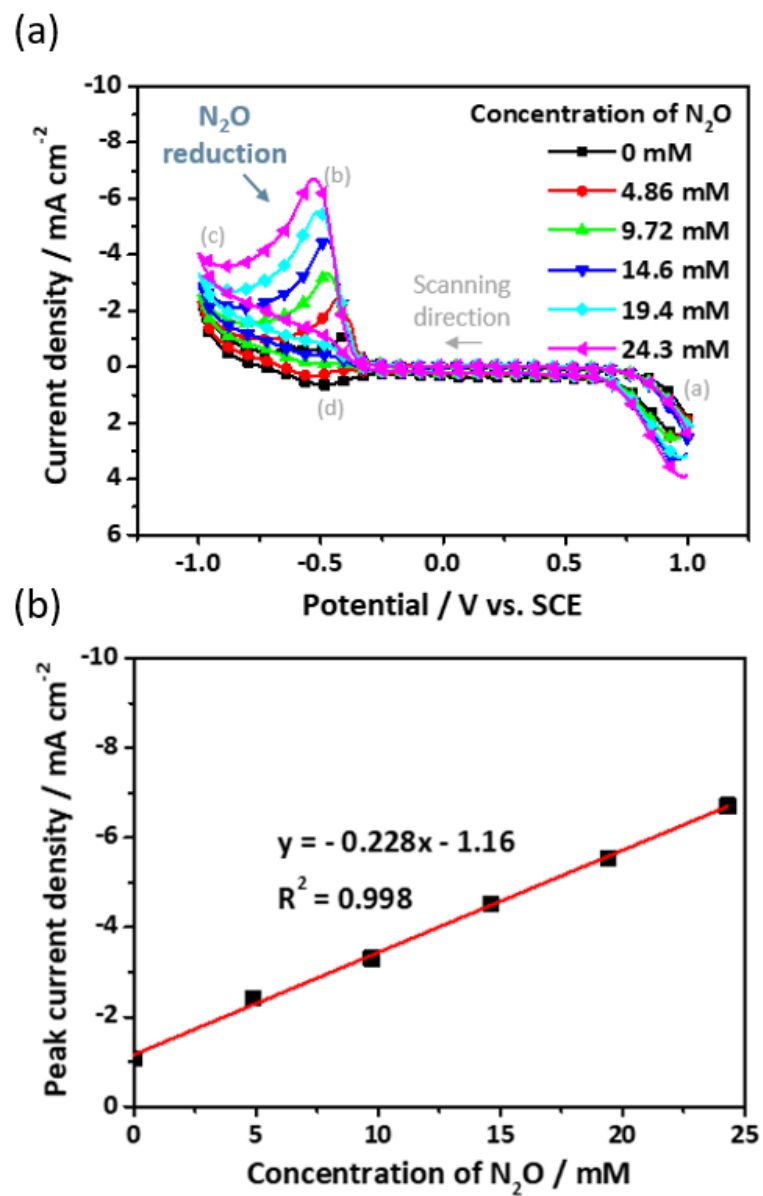 (a)
-10
-8
-6
-4
-2
0
2
4
6
Current density / mA cm⁻²
N₂O
reduction
(b)
(c)
Scanning
direction
(d)
(a)
Concentration of N₂O
0 mM
4.86 mM
9.72 mM
14.6 mM
19.4 mM
24.3 mM
-1.0 -0.5 0.0 0.5 1.0
Potential / V vs. SCE
(b)
-10
-8
-6
-4
-2
0
Peak current density / mA cm⁻²
y = - 0.228x - 1.16
R² = 0.998
0 5 10 15 20 25
Concentration of N₂O / mM